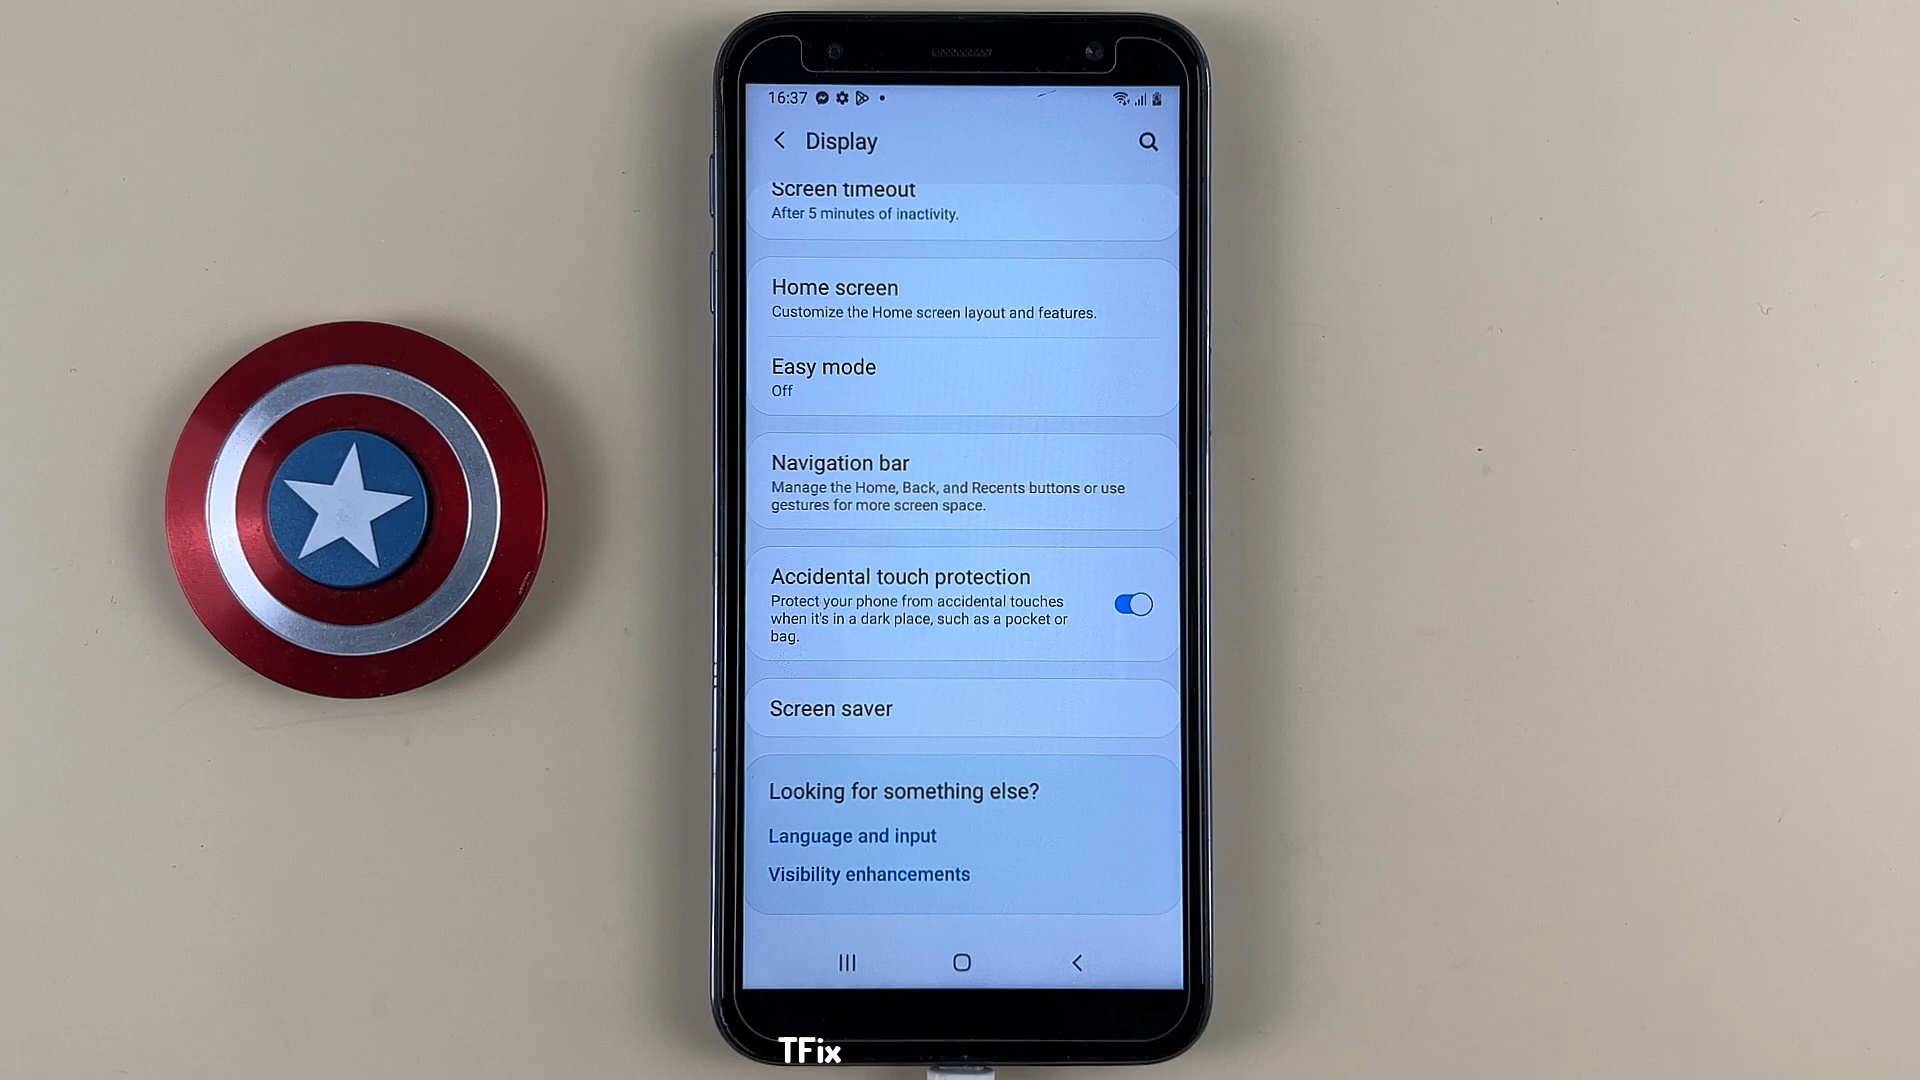 16:37
Display
Screen timeout
After 5 minutes of inactivity.
Home screen
Customize the Home screen layout and features.
Easy mode
Off
Navigation bar
Manage the Home, Back, and Recents buttons or use
gestures for more screen space.
Accidental touch protection
Protect your phone from accidental touches
when it's in a dark place, such as a pocket or
bag.
Screen saver
Looking for something else?
Language and input
Visibility enhancements
TFix